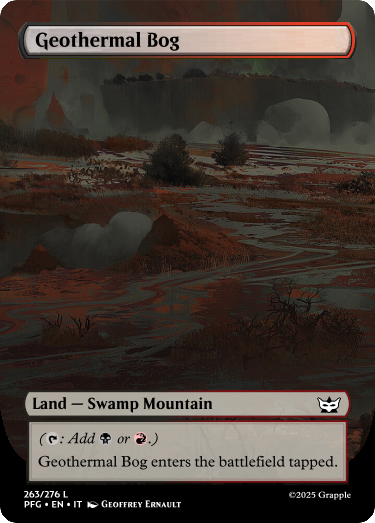 Geothermal Bog
Land — Swamp Mountain
(: Add or .)
Geothermal Bog enters the battlefield tapped.
263/276 L
PFG • EN • IT Geoffrey Ernault
©2025 Grapple